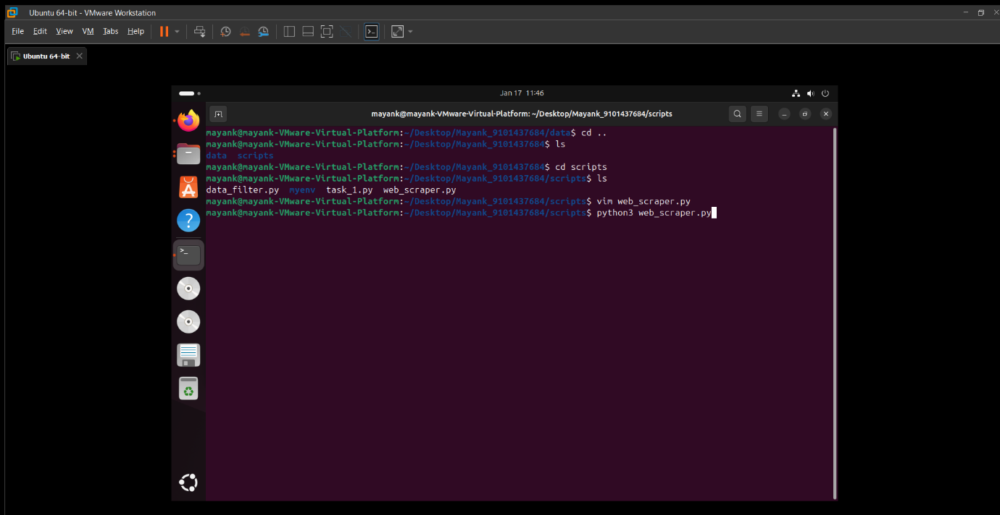 Ubuntu 64-bit - VMware Workstation
File Edit View VM Tabs Help
Ubuntu 64-bit
Jan 17 11:46
mayank@mayank-VMware-Virtual-Platform: ~/Desktop/Mayank_9101437684/scripts
mayank@mayank-VMware-Virtual-Platform:~/Desktop/Mayank_9101437684/data$ cd ..
mayank@mayank-VMware-Virtual-Platform:~/Desktop/Mayank_9101437684$ ls
data scripts
mayank@mayank-VMware-Virtual-Platform:~/Desktop/Mayank_9101437684$ cd scripts
mayank@mayank-VMware-Virtual-Platform:~/Desktop/Mayank_9101437684/scripts$ ls
data_filter.py myenv task_1.py web_scraper.py
mayank@mayank-VMware-Virtual-Platform:~/Desktop/Mayank_9101437684/scripts$ vim web_scraper.py
mayank@mayank-VMware-Virtual-Platform:~/Desktop/Mayank_9101437684/scripts$ python3 web_scraper.py